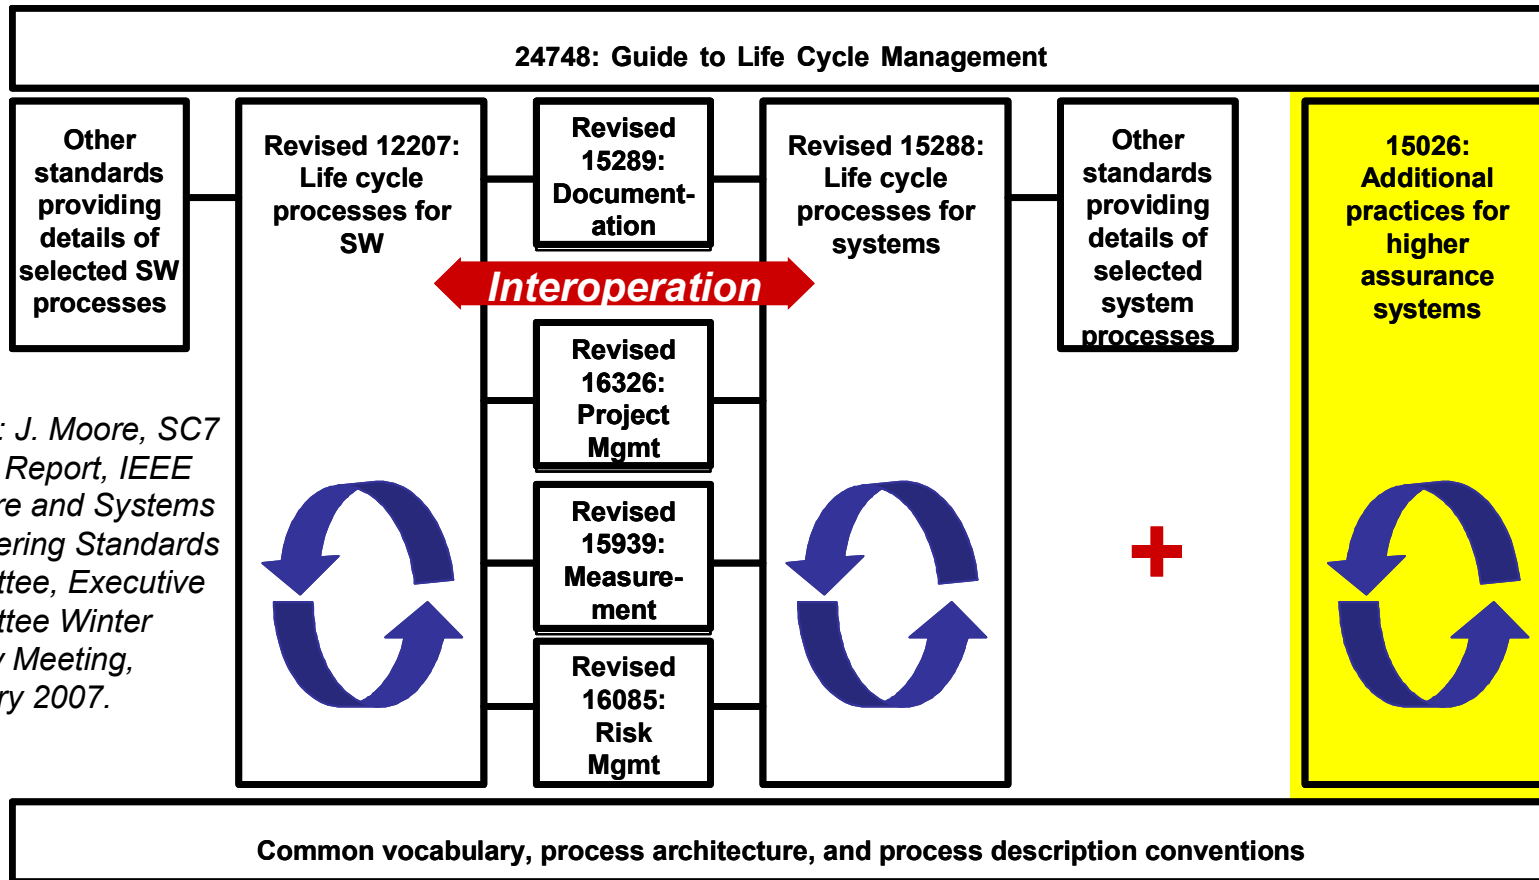 24748: Guide to Life Cycle Management
Other
standards
providing
details of
selected SW
processes
Revised 12207:
Life cycle
processes for
SW
Revised
15289:
Document-
ation
Revised 15288:
Life cycle
processes for
systems
Other
standards
providing
details of
selected
system
processes
15026:
Additional
practices for
higher
assurance
systems
Interoperation
Revised
16326:
Project
Mgmt
: J. Moore, SC7
Report, IEEE
re and Systems
ering Standards
ttee, Executive
ttee Winter
Meeting,
ry 2007.
Revised
15939:
Measure-
ment
+
Revised
16085:
Risk
Mgmt
Common vocabulary, process architecture, and process description conventions